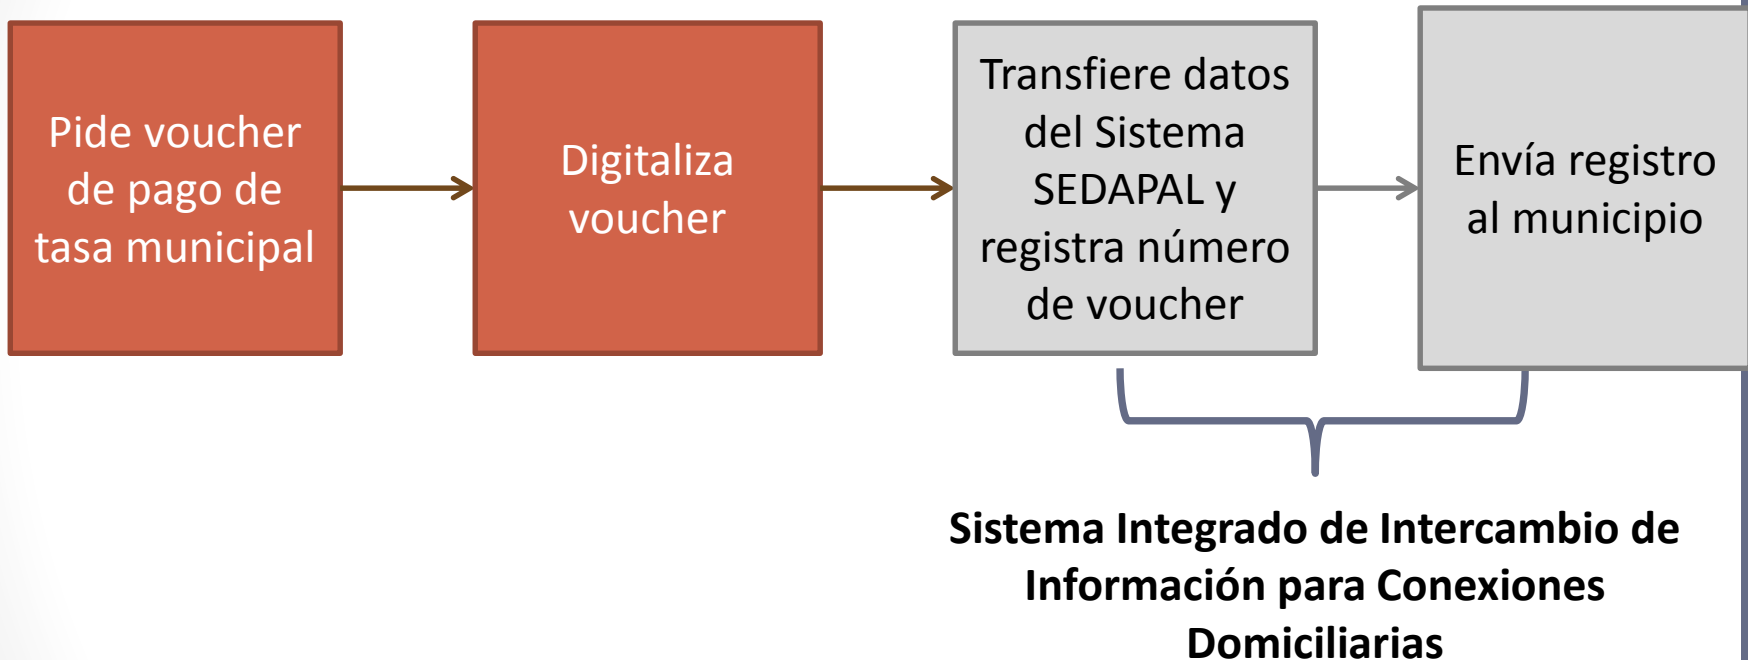 Pide voucher
de pago de
tasa municipal
Digitaliza
voucher
Transfiere datos
del Sistema
SEDAPAL y
registra número
de voucher
Envía registro
al municipio
Sistema Integrado de Intercambio de
Información para Conexiones
Domiciliarias